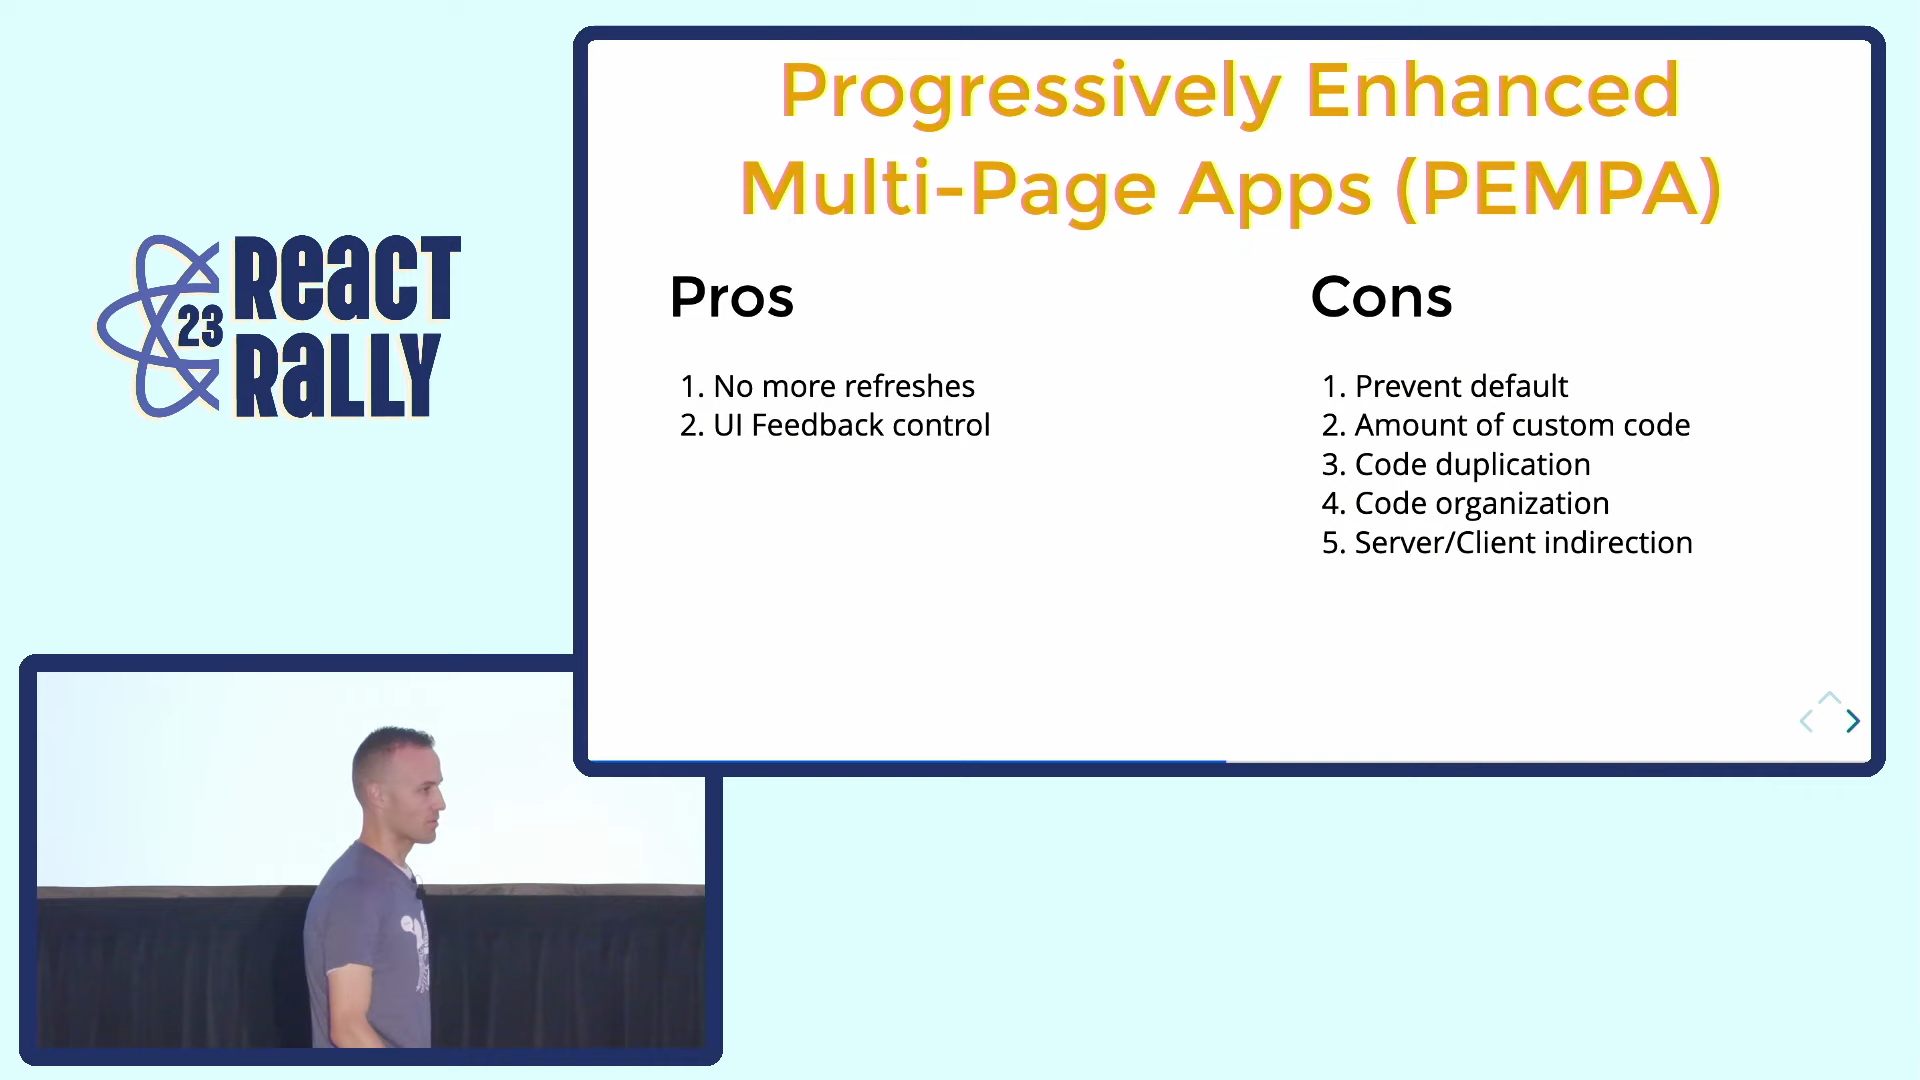 REACT
23
RALLY
Progressively Enhanced
Multi-Page Apps (PEMPA)
Pros
1. No more refreshes
2. UI Feedback control
Cons
1. Prevent default
2. Amount of custom code
3. Code duplication
4. Code organization
5. Server/Client indirection